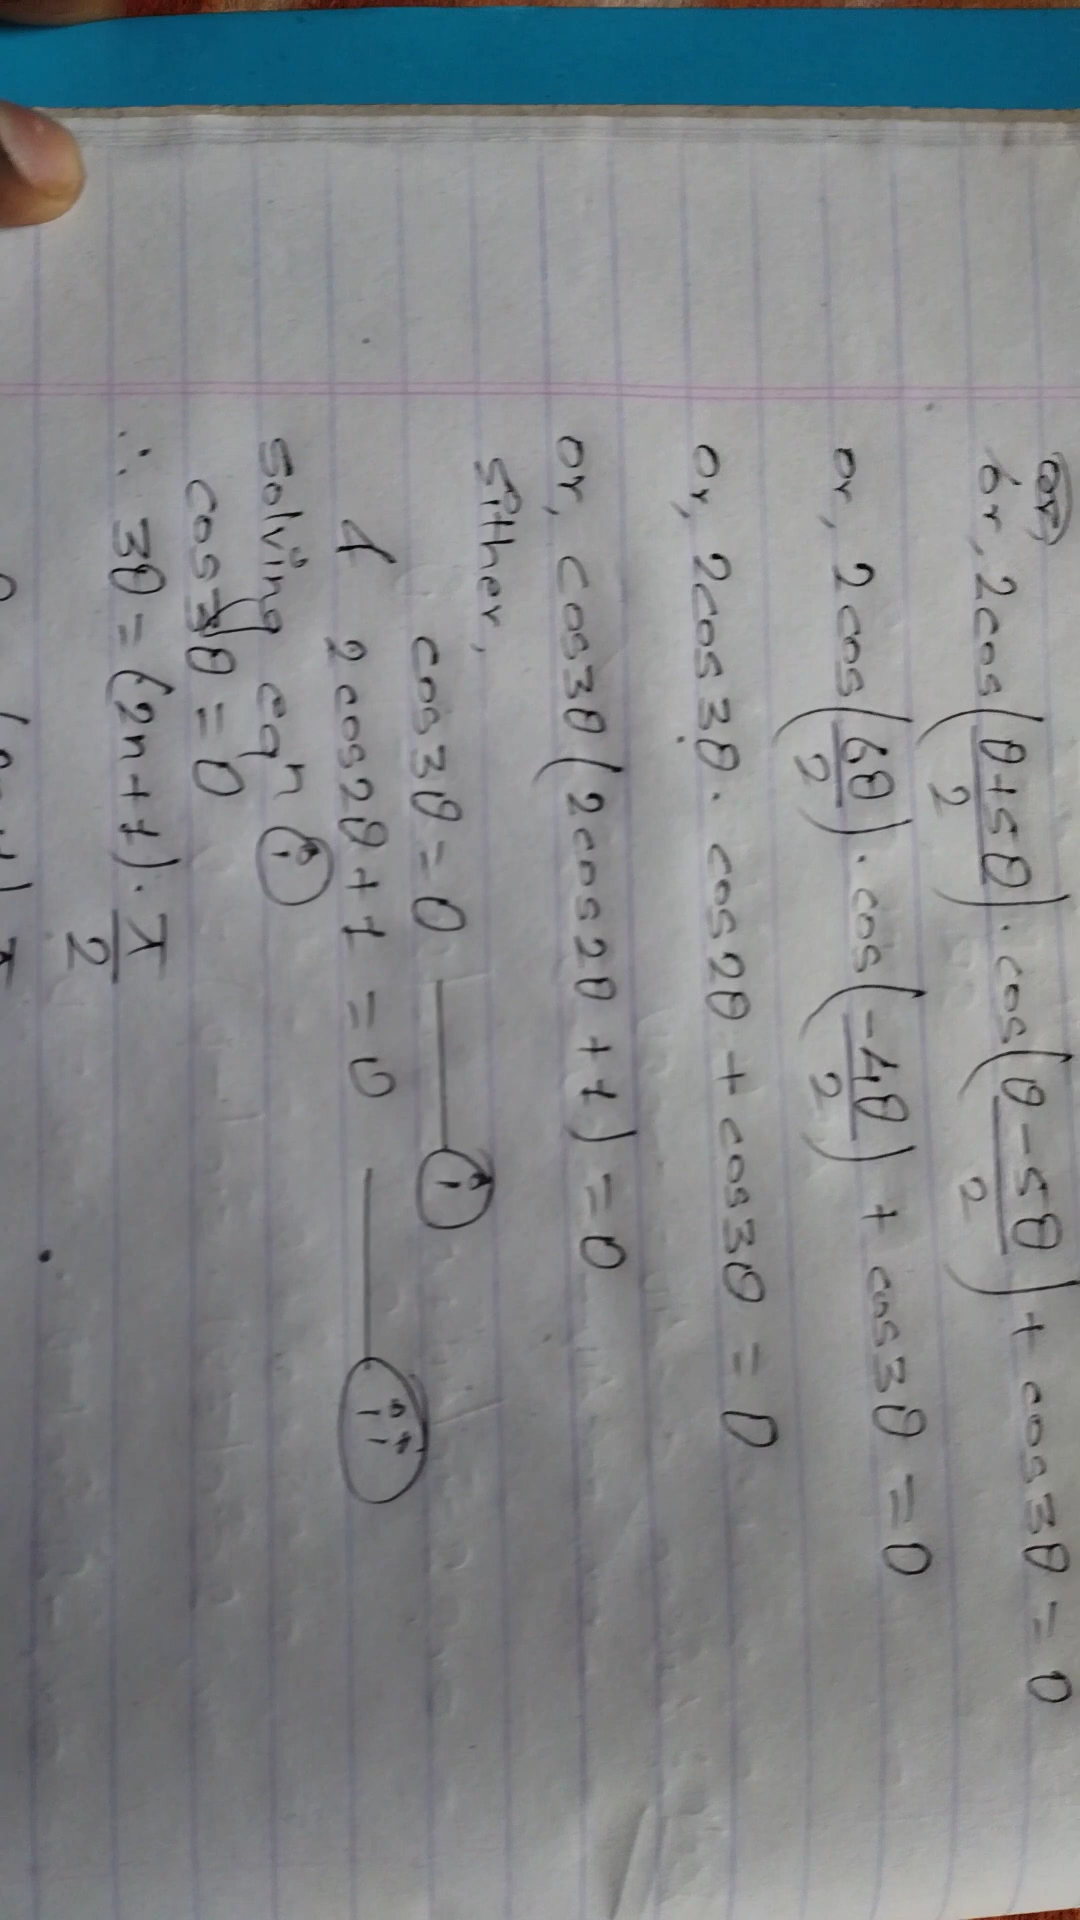 or,
or, 2cos(θ+5θ/2).cos(θ-5θ/2) + cos3θ = 0
or, 2cos(6θ/2).cos(-4θ/2) + cos3θ = 0
or, 2cos3θ. cos2θ + cos3θ = 0
or, cos3θ(2cos2θ+1) = 0
Either,
cos3θ = 0 — (i)
2cos2θ+1 = 0 — (ii)
Solving eqn (i)
cos3θ = 0
∴ 3θ = (2n+1).π/2